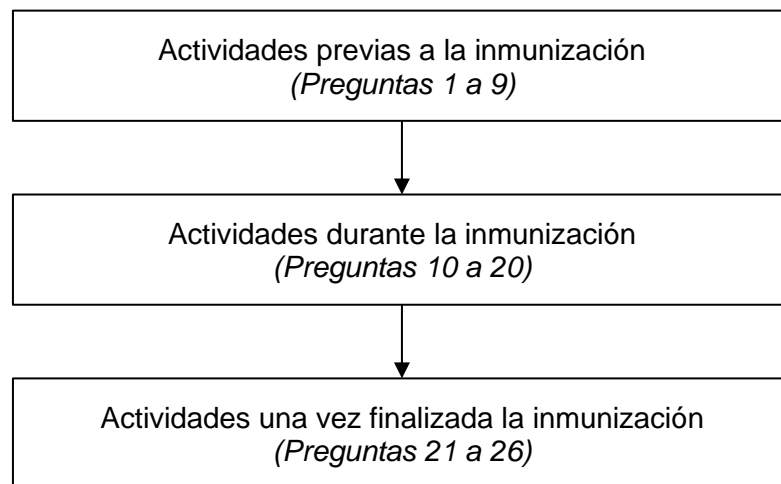 Actividades previas a la inmunización
(Preguntas 1 a 9)
Actividades durante la inmunización
(Preguntas 10 a 20)
Actividades una vez finalizada la inmunización
(Preguntas 21 a 26)